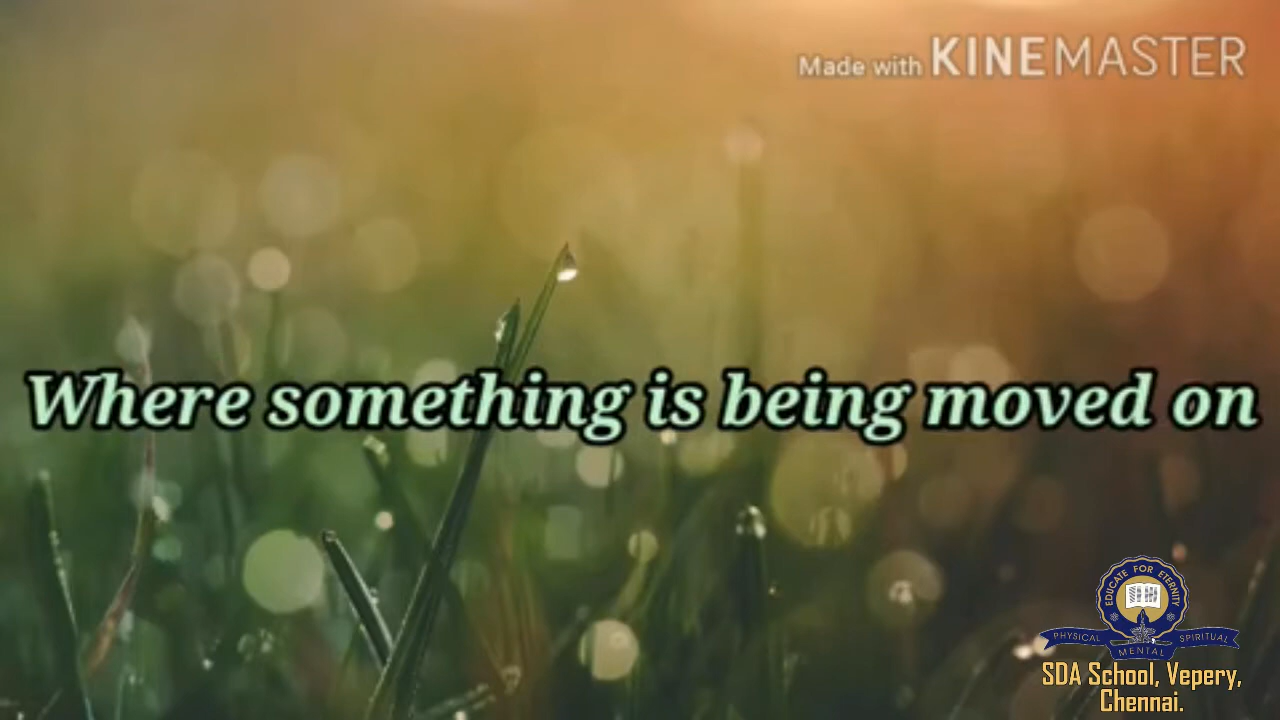 Made with KINEMASTER
Where something is being moved on
EDUCATE FOR ETERNITY
PHYSICAL MENTAL SPIRITUAL
SDA School, Vepery,
Chennai.